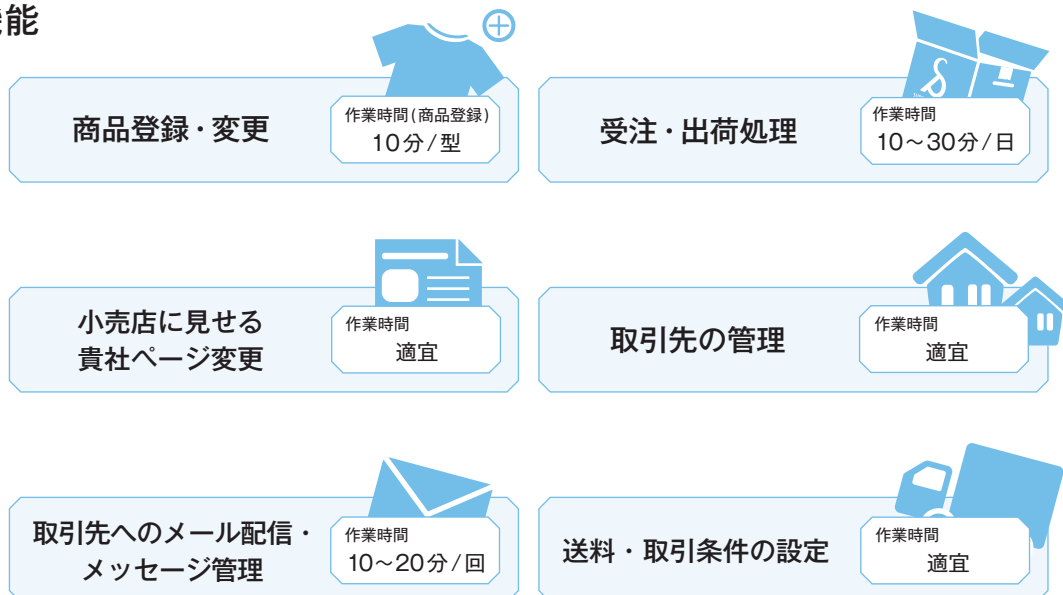 能
商品登録・変更
作業時間(商品登録)
10分/型
受注・出荷処理
作業時間
10〜30分/日
小売店に見せる
貴社ページ変更
作業時間
適宜
取引先の管理
作業時間
適宜
取引先へのメール配信・
メッセージ管理
作業時間
10〜20分/回
送料・取引条件の設定
作業時間
適宜